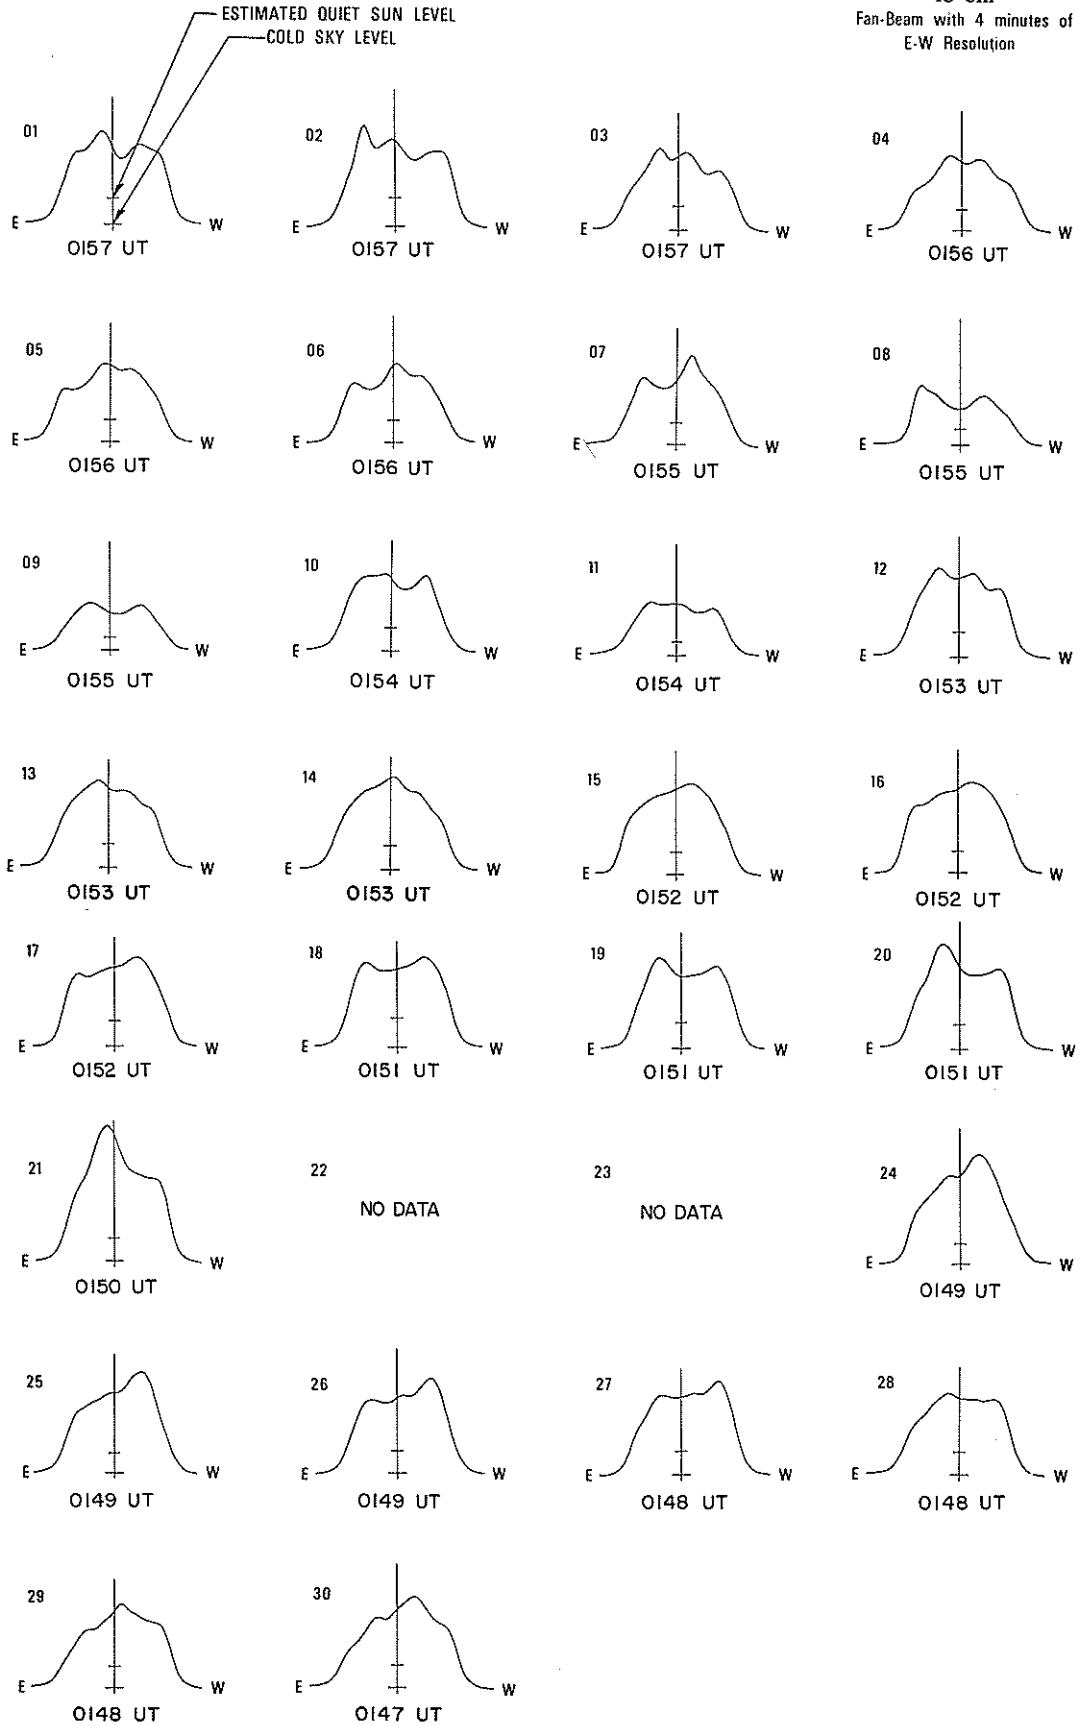 ESTIMATED QUIET SUN LEVEL
COLD SKY LEVEL
Fan-Beam with 4 minutes of
E-W Resolution
01
E W
0157 UT
02
E W
0157 UT
03
E W
0157 UT
04
E W
0156 UT
05
E W
0156 UT
06
E W
0156 UT
07
E W
0155 UT
08
E W
0155 UT
09
E W
0155 UT
10
E W
0154 UT
11
E W
0154 UT
12
E W
0153 UT
13
E W
0153 UT
14
E W
0153 UT
15
E W
0152 UT
16
E W
0152 UT
17
E W
0152 UT
18
E W
0151 UT
19
E W
0151 UT
20
E W
0151 UT
21
E W
0150 UT
22
NO DATA
23
NO DATA
24
E W
0149 UT
25
E W
0149 UT
26
E W
0149 UT
27
E W
0148 UT
28
E W
0148 UT
29
E W
0148 UT
30
E W
0147 UT